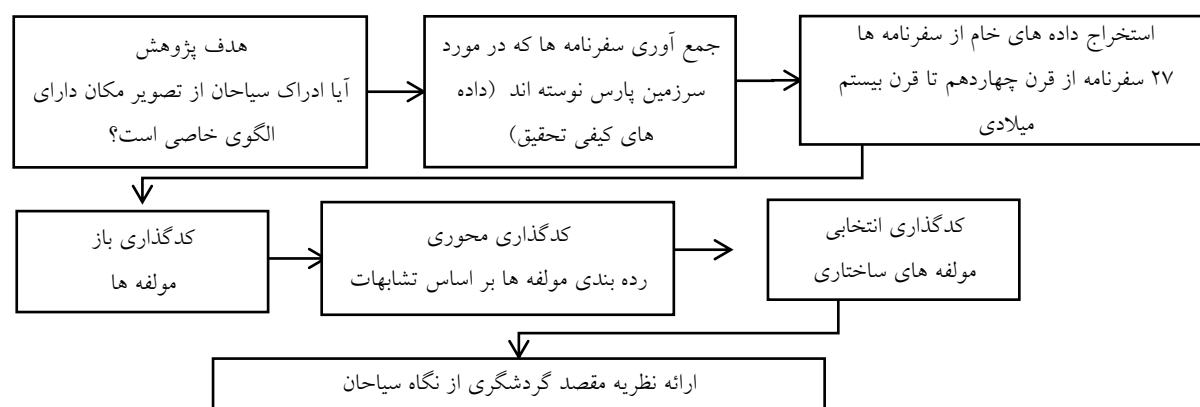 هدف پژوهش
آیا ادراک سیاحان از تصویر مکان دارای
الگوی خاصی است؟
جمع آوری سفرنامه ها که در مورد
سرزمین پارس نوسته اند (داده
های کیفی تحقیق)
استخراج داده های خام از سفرنامه ها
۲۷ سفرنامه از قرن چهاردهم تا قرن بیستم
میلادی
کدگذاری باز
مولفه ها
کدگذاری محوری
رده بندی مولفه ها بر اساس تشابهات
کدگذاری انتخابی
مولفه های ساختاری
ارائه نظریه مقصد گردشگری از نگاه سیاحان